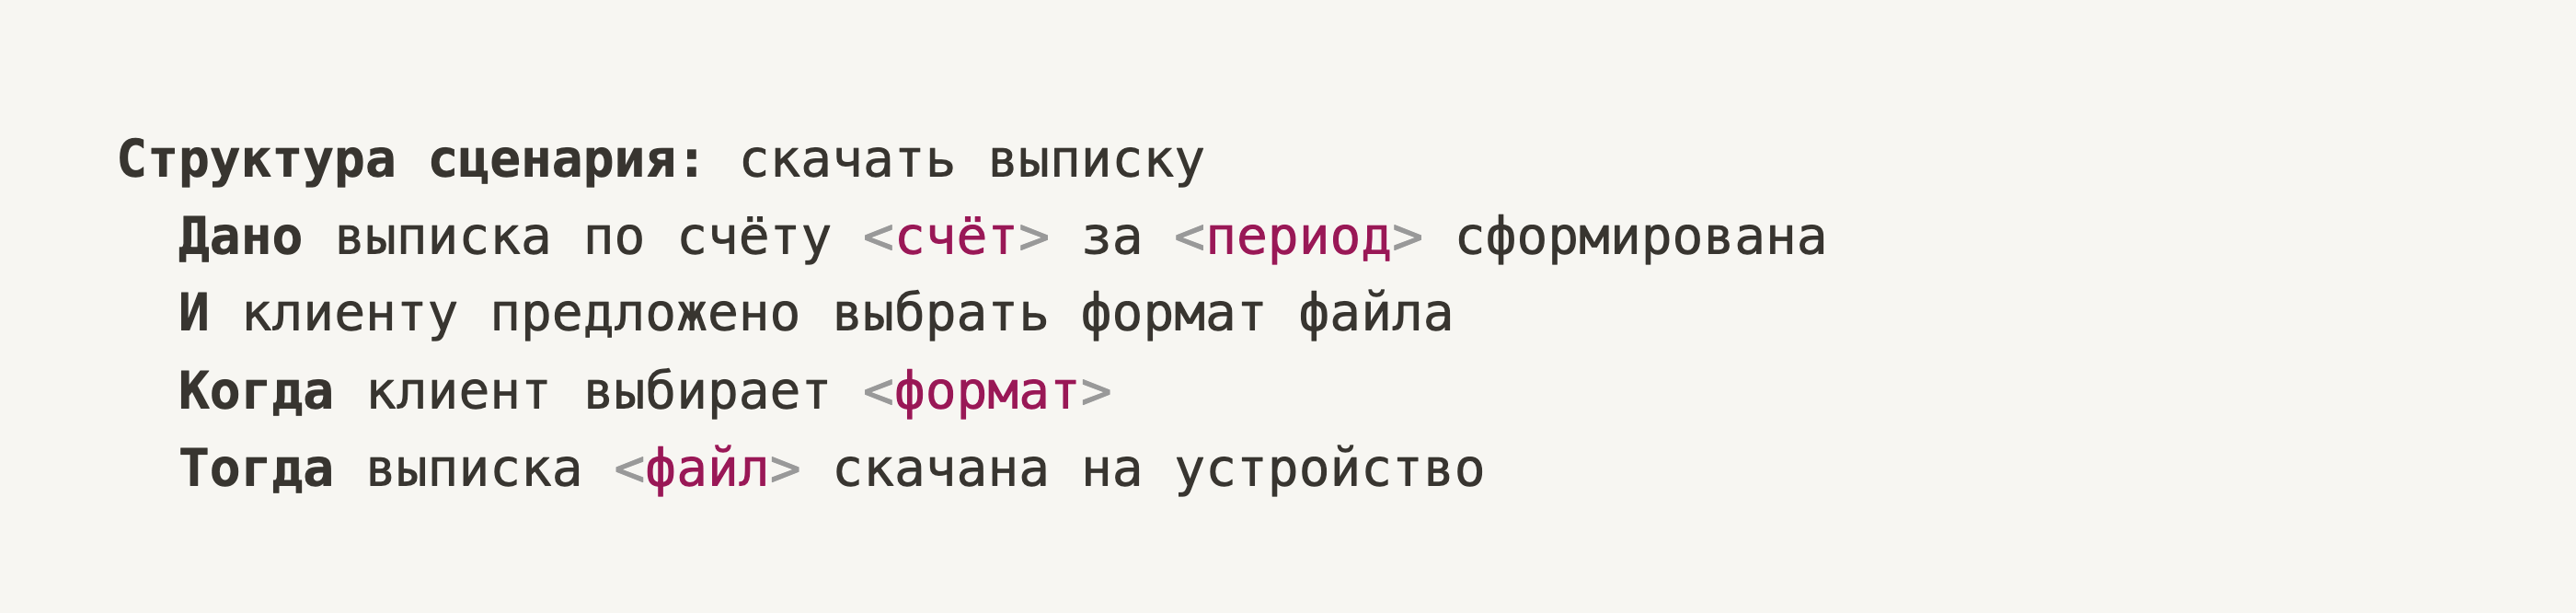 Структура сценария: скачать выписку
Дано выписка по счёту <счёт> за <период> сформирована
И клиенту предложено выбрать формат файла
Когда клиент выбирает <формат>
Тогда выписка <файл> скачана на устройство